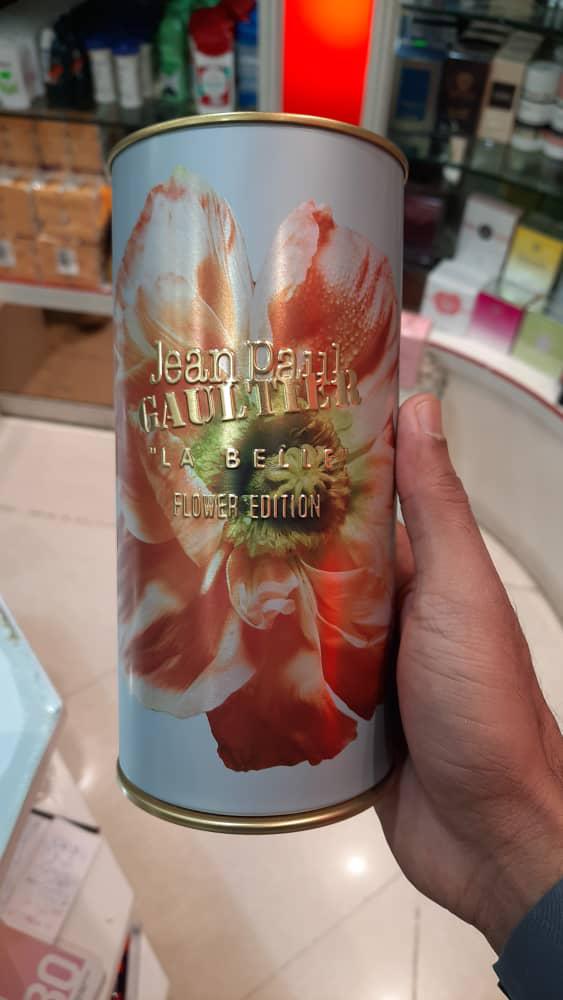 Jean Paul
GAULTIER
"LA BELLE"
FLOWER EDITION